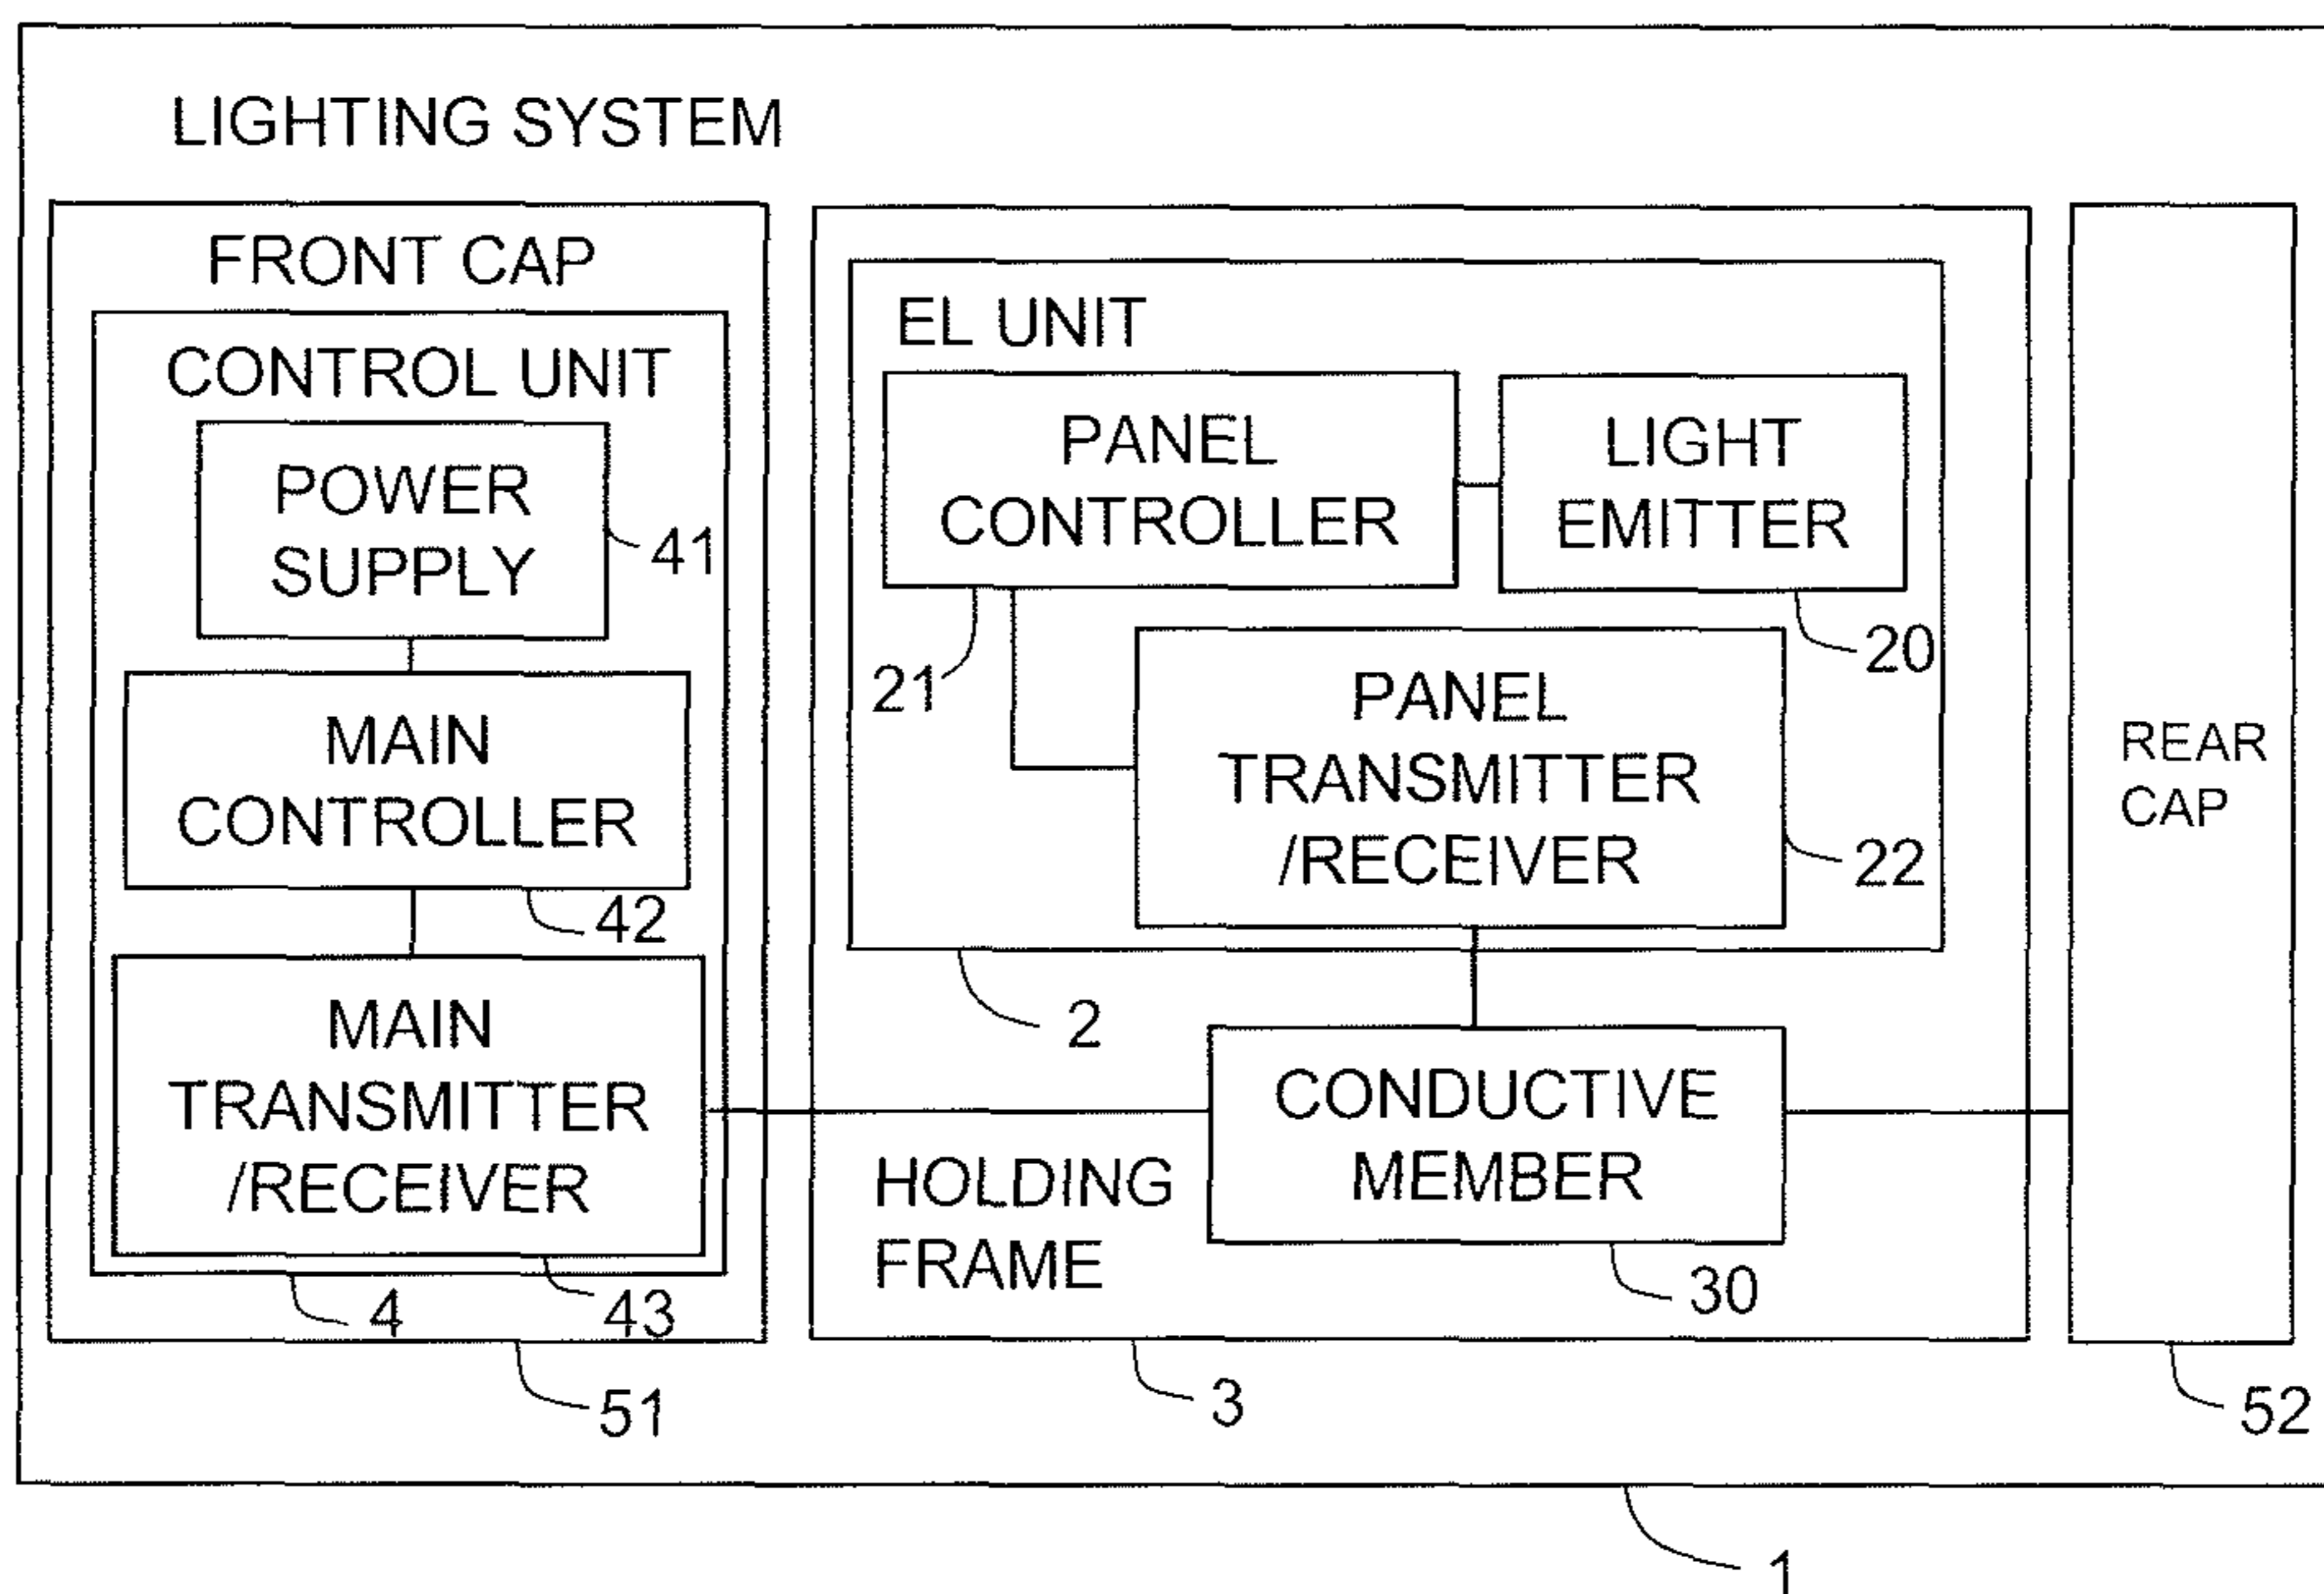 LIGHTING SYSTEM
FRONT CAP
CONTROL UNIT
POWER
SUPPLY
41
MAIN
CONTROLLER
42
MAIN
TRANSMITTER
/RECEIVER
4
43
51
EL UNIT
PANEL
CONTROLLER
21
LIGHT
EMITTER
20
PANEL
TRANSMITTER
/RECEIVER
22
2
CONDUCTIVE
MEMBER
30
HOLDING
FRAME
3
REAR
CAP
52
1